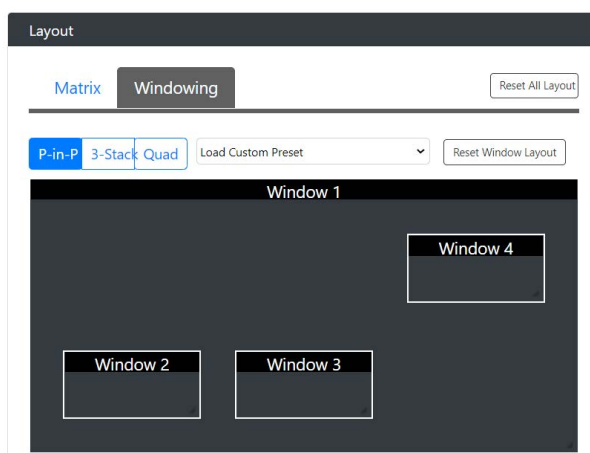 Layout
Matrix Windowing Reset All Layout
P-in-P 3-Stack Quad Load Custom Preset Reset Window Layout
Window 1
Window 4
Window 2 Window 3